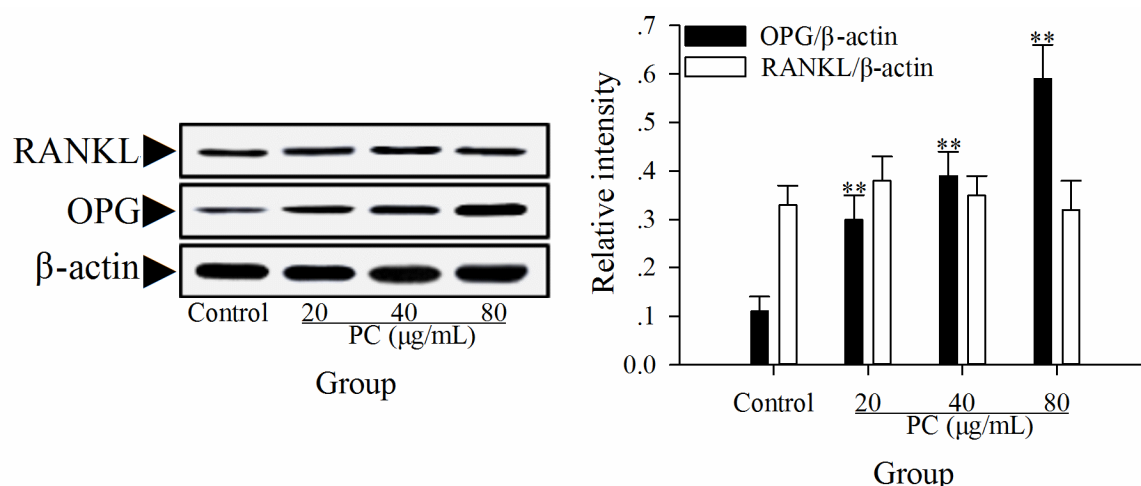 RANKL
OPG
β-actin
Control 20 40 80
PC (μg/mL)
Group
OPG/β-actin
RANKL/β-actin
Relative intensity
.7
.6
.5
.4
.3
.2
.1
0.0
**
**
**
Control 20 40 80
PC (μg/mL)
Group